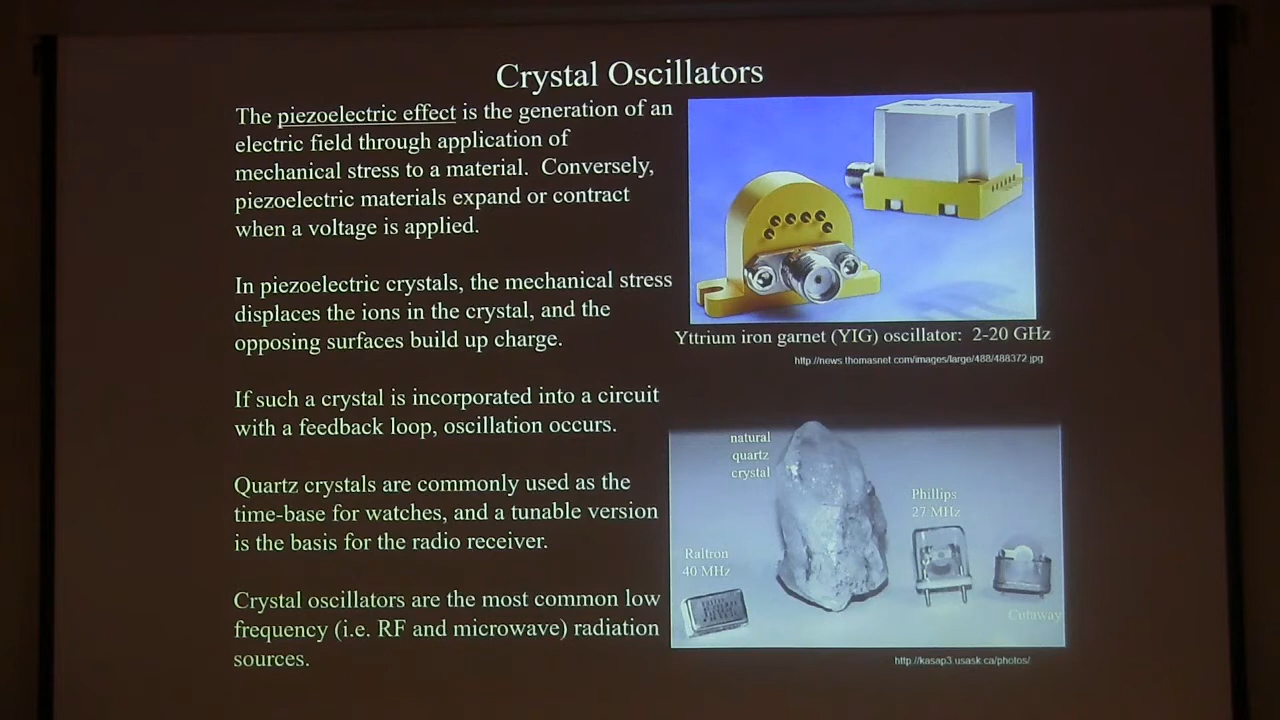 Crystal Oscillators
The piezoelectric effect is the generation of an
electric field through application of
mechanical stress to a material. Conversely,
piezoelectric materials expand or contract
when a voltage is applied.
In piezoelectric crystals, the mechanical stress
displaces the ions in the crystal, and the
opposing surfaces build up charge.
If such a crystal is incorporated into a circuit
with a feedback loop, oscillation occurs.
Quartz crystals are commonly used as the
time-base for watches, and a tunable version
is the basis for the radio receiver.
Crystal oscillators are the most common low
frequency (i.e. RF and microwave) radiation
sources.
Yttrium iron garnet (YIG) oscillator: 2-20 GHz
http://news.thomasnet.com/images/large/488/488372.jpg
natural
quartz
crystal
Phillips
27 MHz
Raltron
40 MHz
Cutaway
http://kasap3.usask.ca/photos/